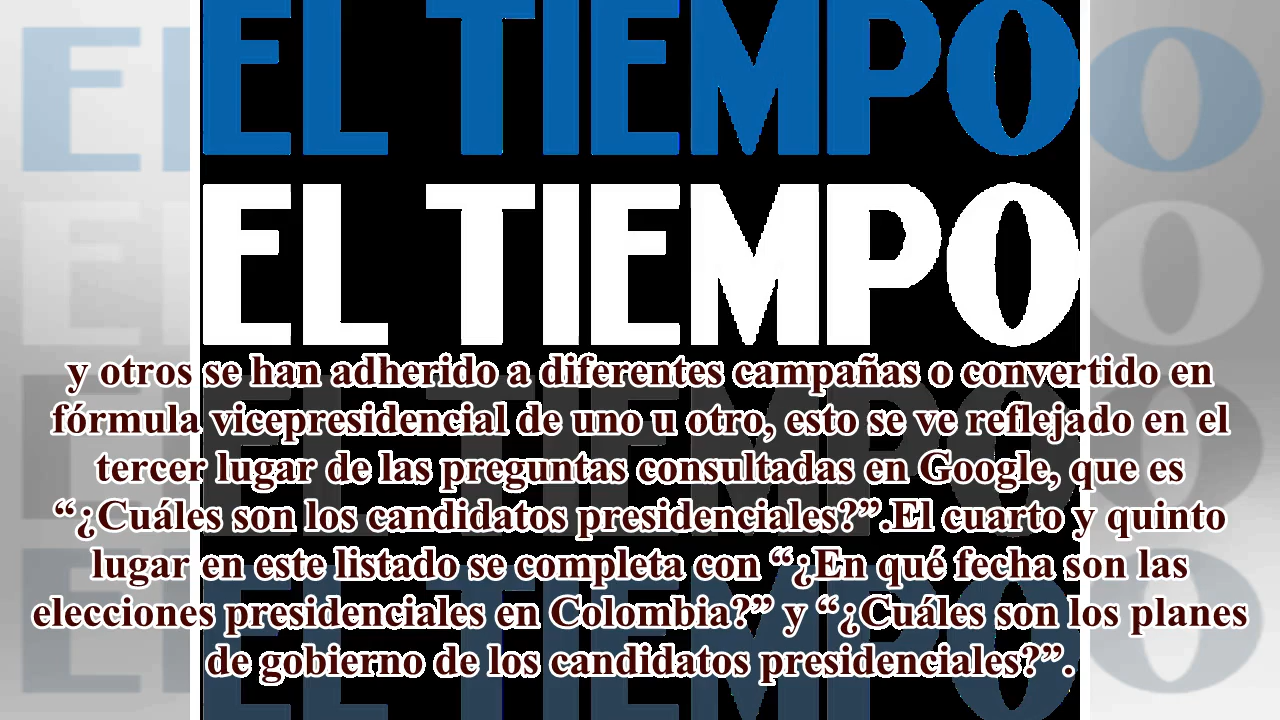 EL TIEMPO
EL TIEMPO
y otros se han adherido a diferentes campañas o convertido en
fórmula vicepresidencial de uno u otro, esto se ve reflejado en el
tercer lugar de las preguntas consultadas en Google, que es
“¿Cuáles son los candidatos presidenciales?”.El cuarto y quinto
lugar en este listado se completa con “¿En qué fecha son las
elecciones presidenciales en Colombia?” y “¿Cuáles son los planes
de gobierno de los candidatos presidenciales?”.
EL TIEMPO